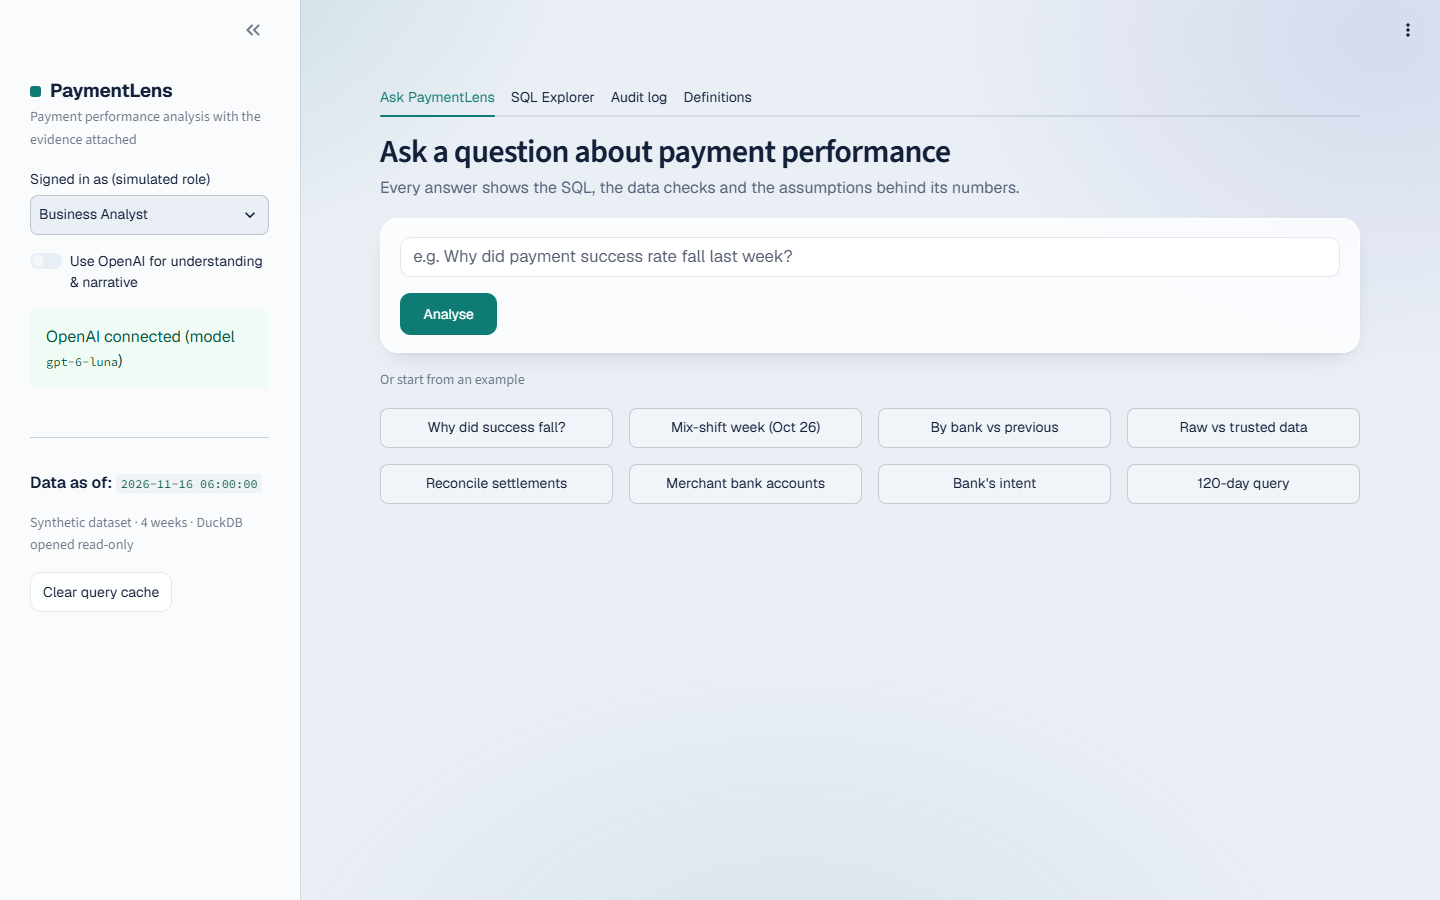 PaymentLens
Payment performance analysis with the
evidence attached
Signed in as (simulated role)
Business Analyst
Use OpenAI for understanding
& narrative
OpenAI connected (model
gpt-6-luna)
Data as of: 2026-11-16 06:00:00
Synthetic dataset · 4 weeks · DuckDB
opened read-only
Clear query cache
Ask PaymentLens
SQL Explorer
Audit log
Definitions
Ask a question about payment performance
Every answer shows the SQL, the data checks and the assumptions behind its numbers.
e.g. Why did payment success rate fall last week?
Analyse
Or start from an example
Why did success fall?
Mix-shift week (Oct 26)
By bank vs previous
Raw vs trusted data
Reconcile settlements
Merchant bank accounts
Bank's intent
120-day query